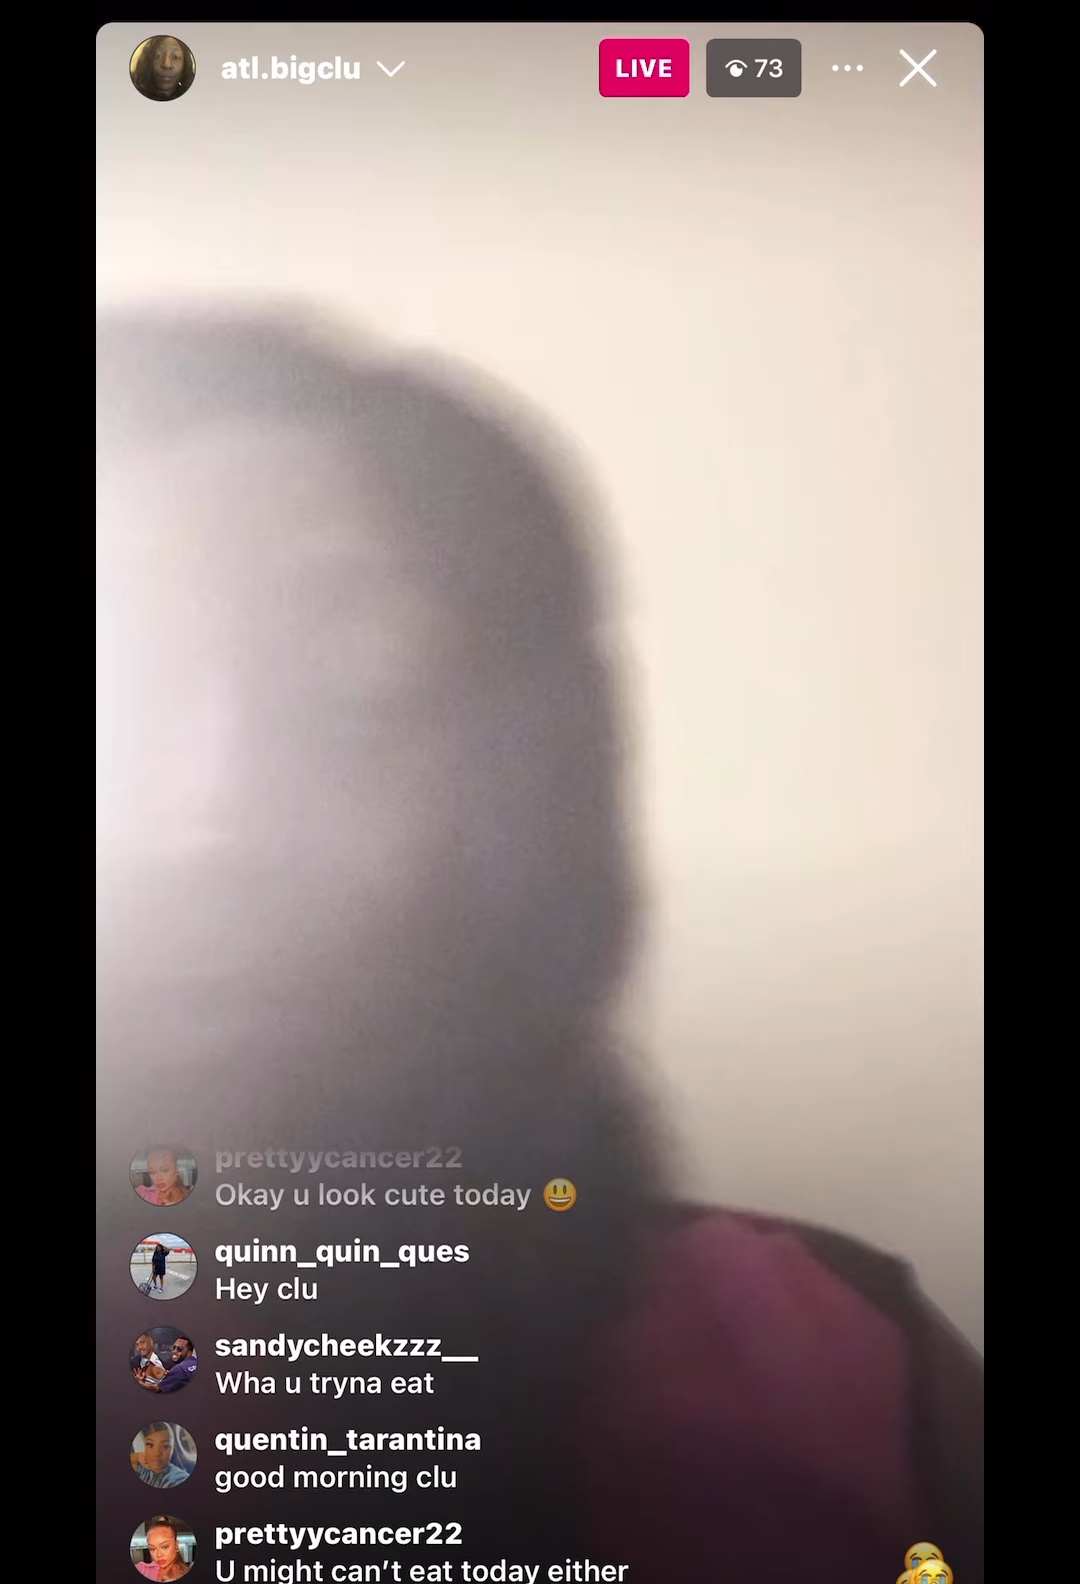 atl.bigclu
LIVE
73
prettyycancer22
Okay u look cute today 😃
quinn_quin_ques
Hey clu
sandycheekzzz__
Wha u tryna eat
quentin_tarantina
good morning clu
prettyycancer22
U might can’t eat today either